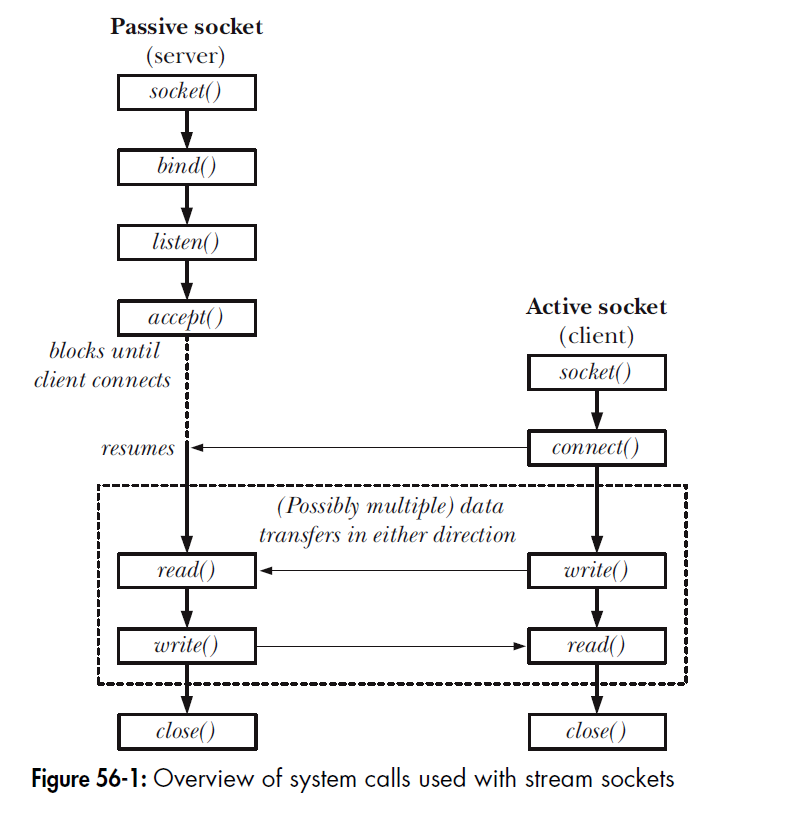 Passive socket
(server)
socket()
bind()
listen()
accept()
blocks until
client connects
resumes
Active socket
(client)
socket()
connect()
(Possibly multiple) data
transfers in either direction
read()
write()
write()
read()
close()
close()
Figure 56-1: Overview of system calls used with stream sockets